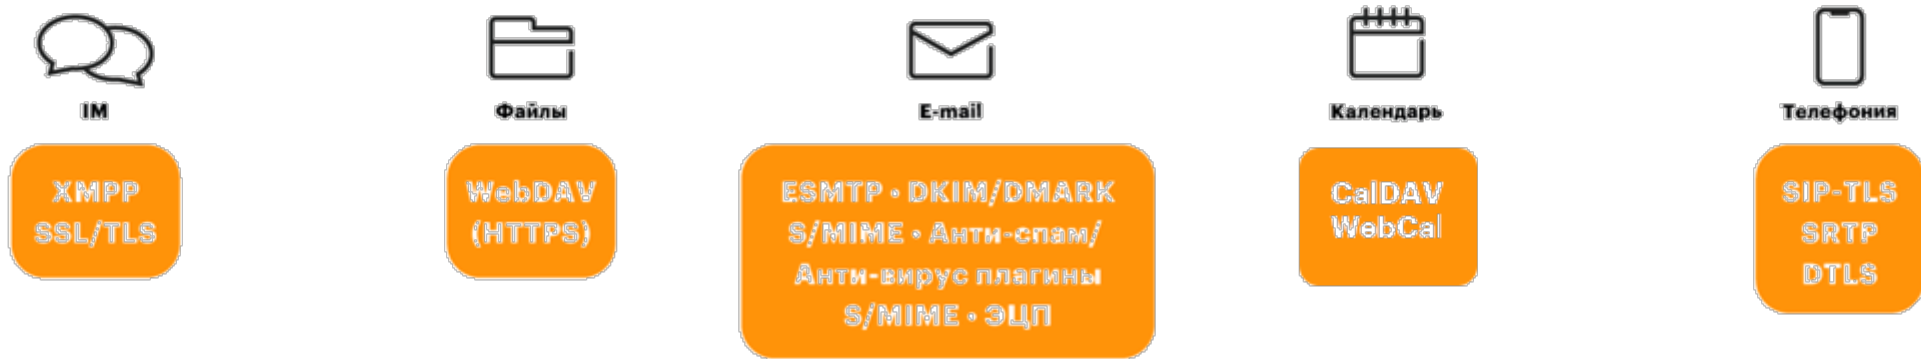 IM
XMPP
SSL/TLS
Файлы
WebDAV
(HTTPS)
E-mail
ESMTP • DKIM/DMARK
S/MIME • Анти-спам/
Анти-вирус плагины
S/MIME • ЭЦП
Календарь
CalDAV
WebCal
Телефония
SIP-TLS
SRTP
DTLS